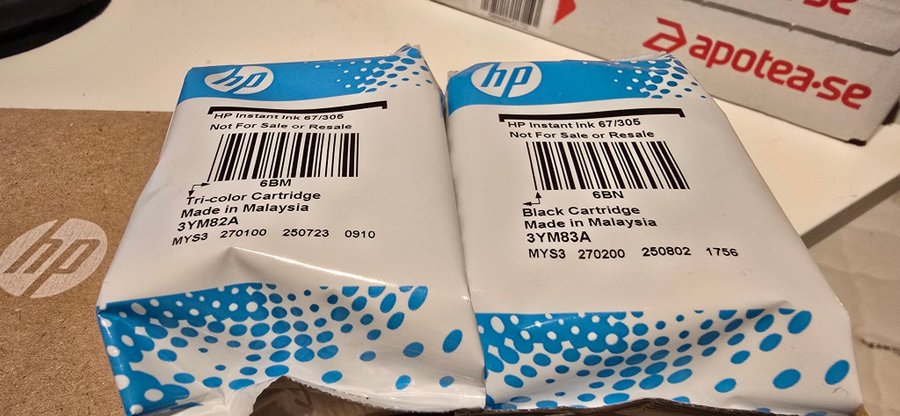 hp
HP Instant Ink 67/305
Not For Sale or Resale
6BM
Tri-color Cartridge
Made in Malaysia
3YM82A
MYS3 270100 250723 0910
hp
HP Instant Ink 67/305
Not For Sale or Resale
6BN
Black Cartridge
Made in Malaysia
3YM83A
MYS3 270200 250802 1756
hp
apotea.se